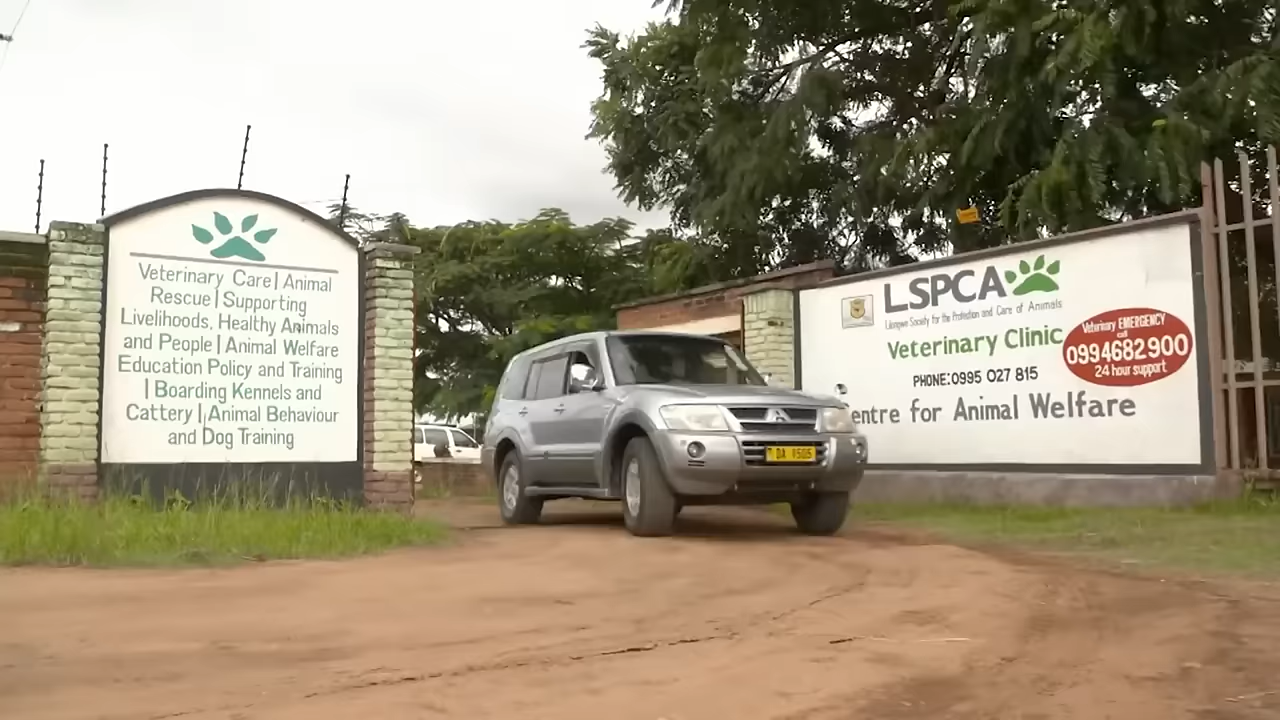 Veterinary Care | Animal
Rescue | Supporting
Livelihoods, Healthy Animals
and People | Animal Welfare
Education Policy and Training
| Boarding Kennels and
Cattery | Animal Behaviour
and Dog Training
LSPCA
Lilongwe Society for the Protection and Care of Animals
Veterinary Clinic
PHONE: 0995 027 815
entre for Animal Welfare
Veterinary EMERGENCY
call
0994682900
24 hour support
DA 1505